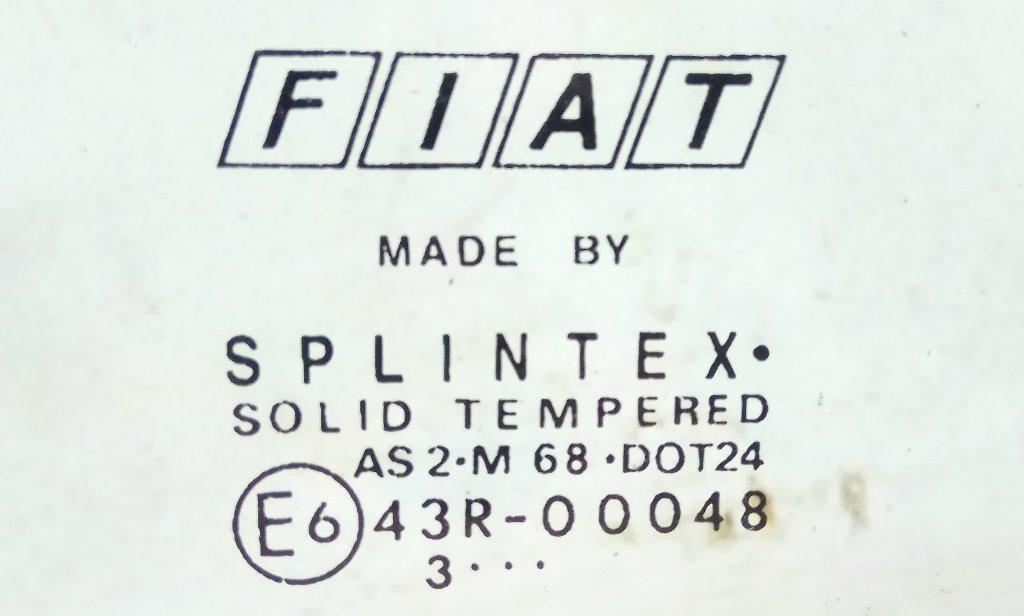 FIAT
MADE BY
SPLINTEX•
SOLID TEMPERED
AS2•M 68 •DOT24
E6 43R-00048
3•••